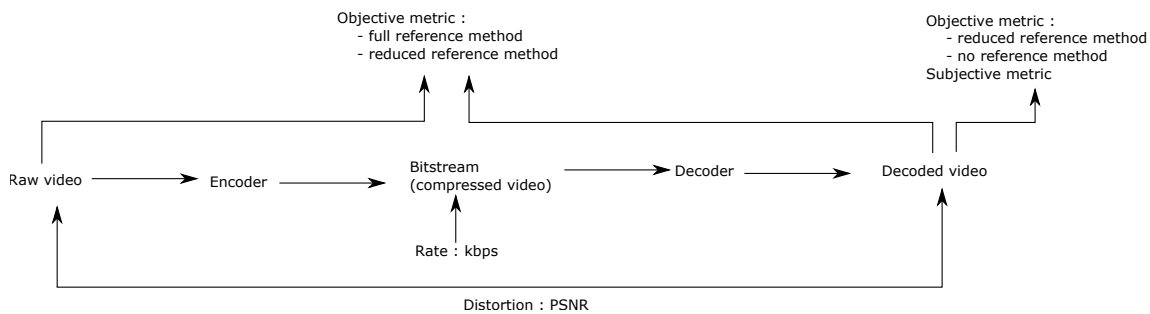 Objective metric :
- full reference method
- reduced reference method
Objective metric :
- reduced reference method
- no reference method
Subjective metric
Raw video
Encoder
Bitstream
(compressed video)
Decoder
Decoded video
Rate : kbps
Distortion : PSNR